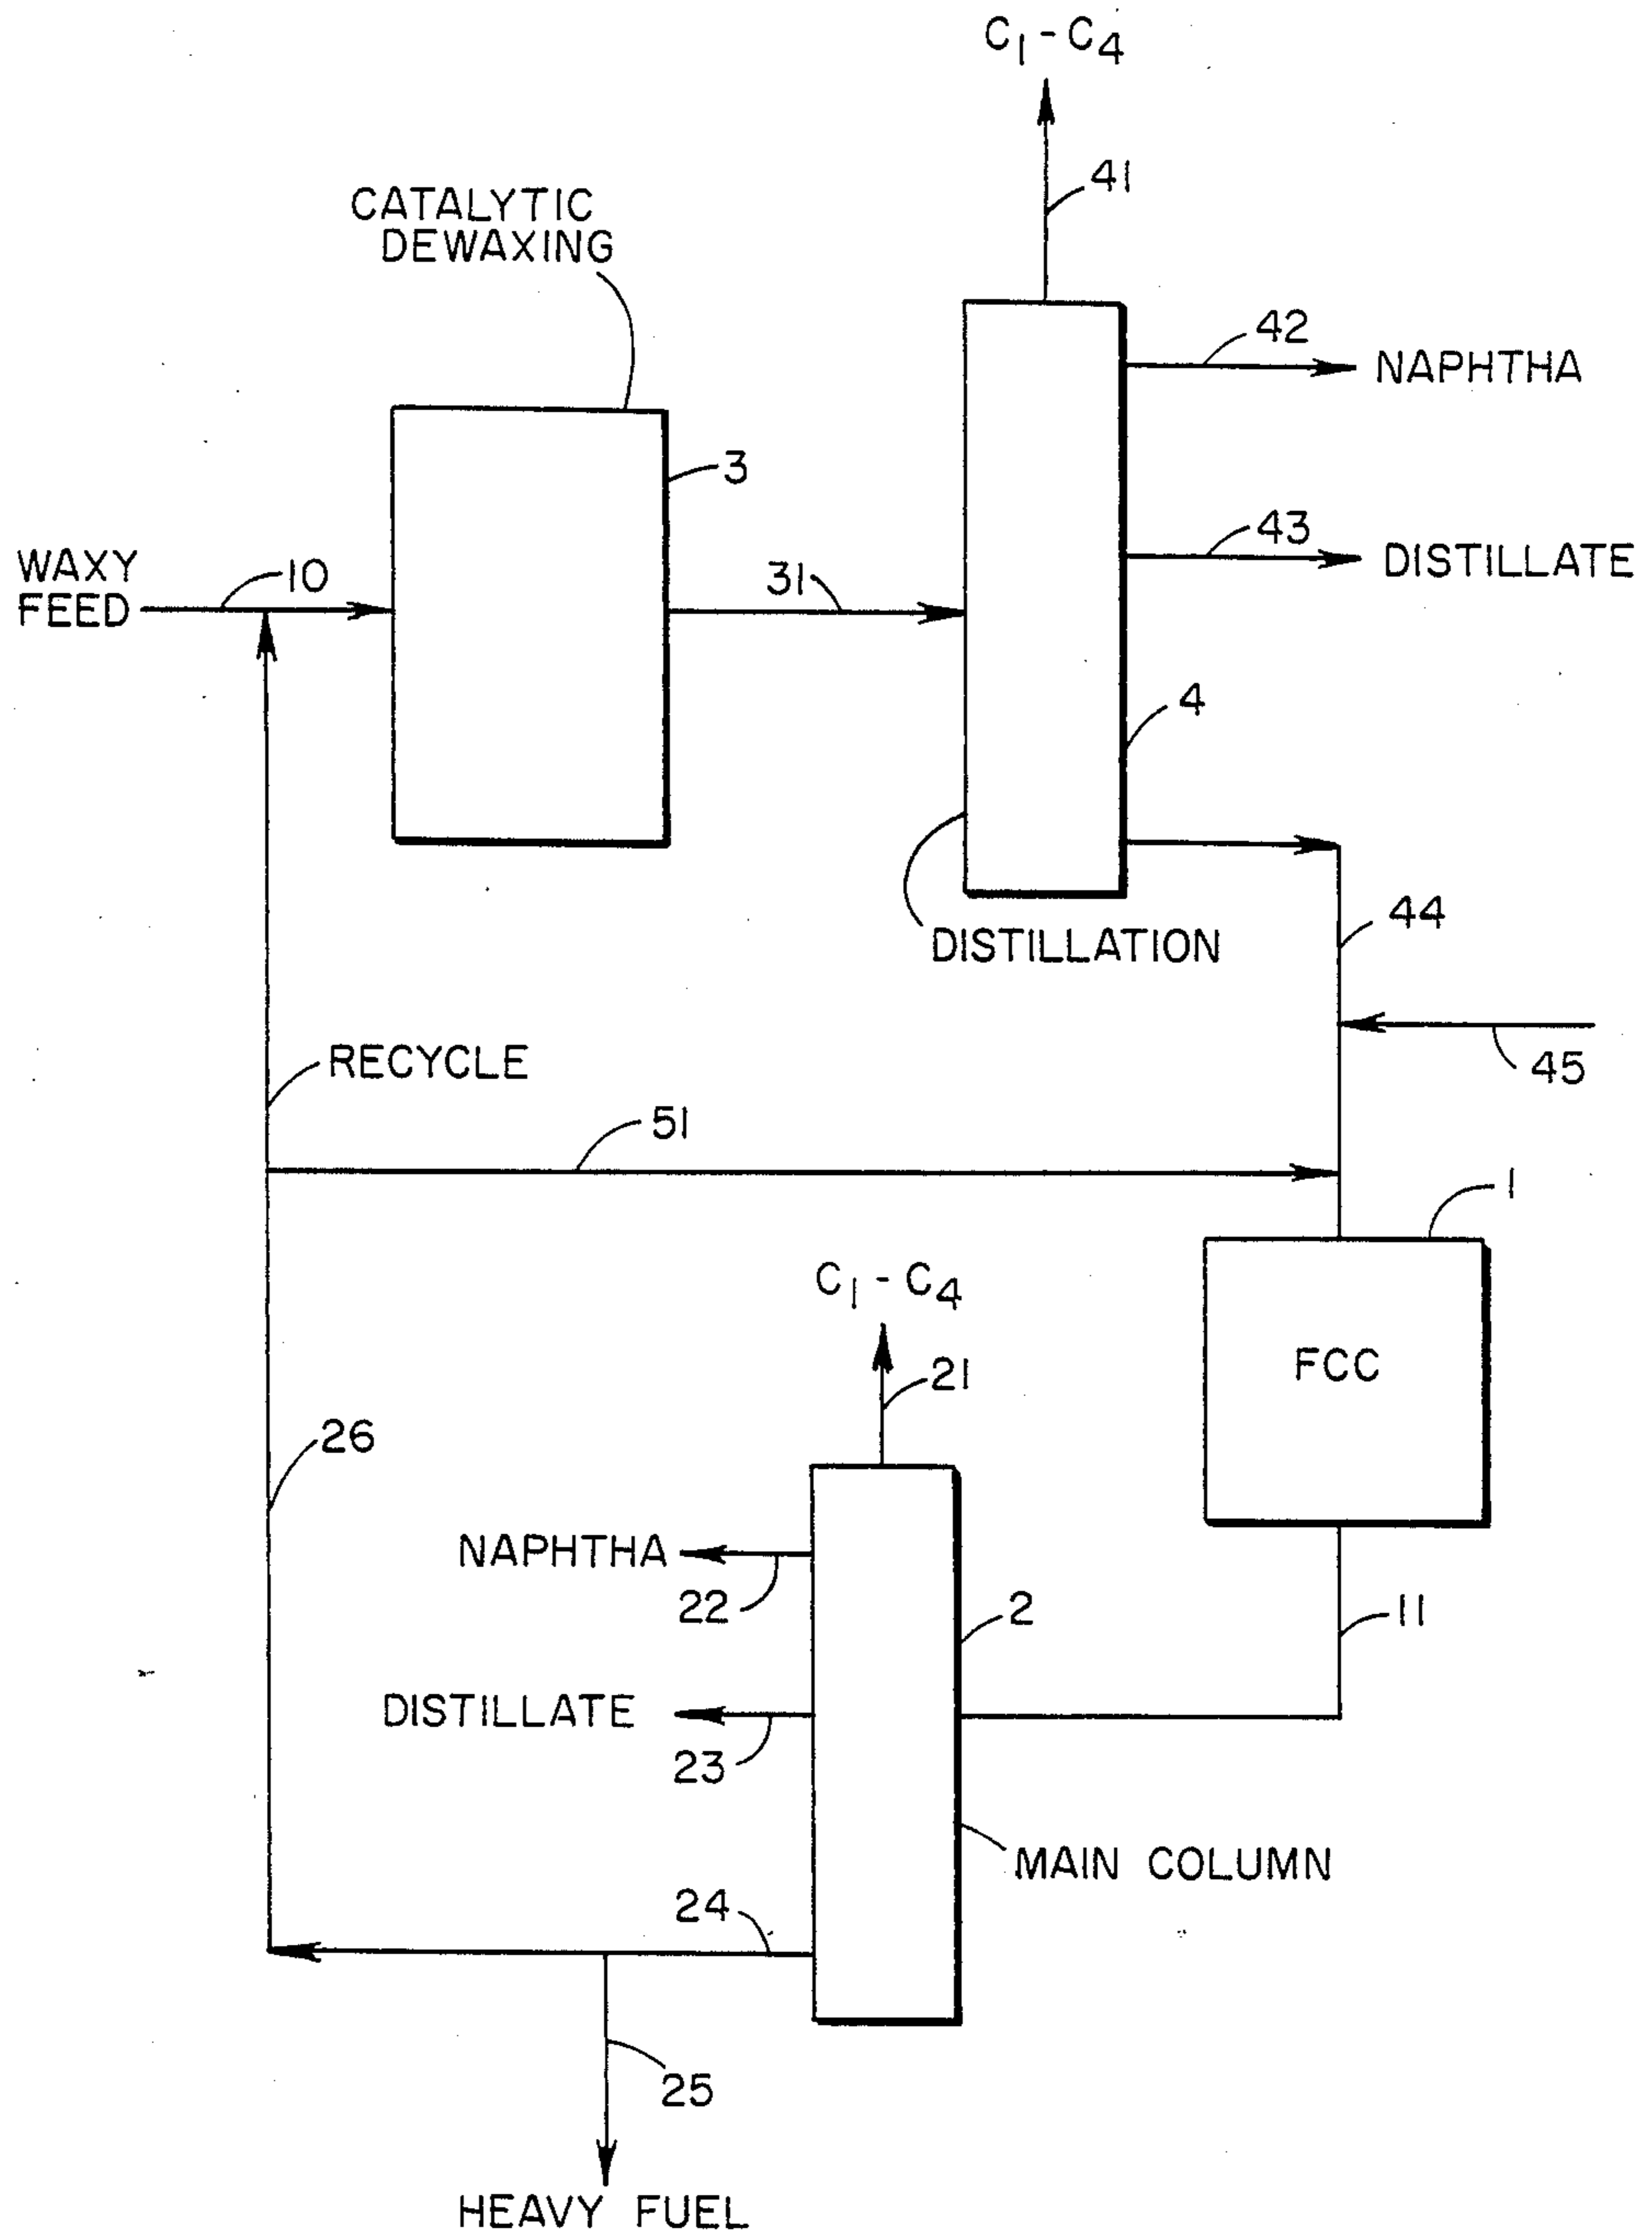 C1 - C4
41
CATALYTIC
DEWAXING
42
NAPHTHA
3
43
DISTILLATE
WAXY
FEED
10
31
4
44
DISTILLATION
45
RECYCLE
51
1
C1 - C4
FCC
21
26
NAPHTHA
22
2
11
DISTILLATE
23
MAIN COLUMN
24
25
HEAVY FUEL